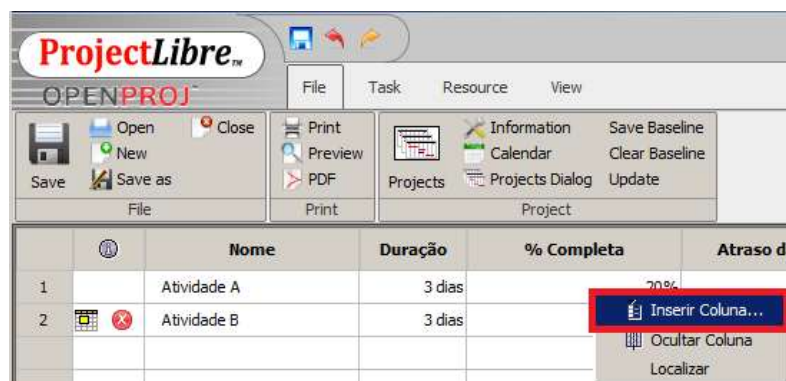 ProjectLibre™
OPENPROJ
File Task Resource View
Open Close Print Information Save Baseline
New Preview Calendar Clear Baseline
Save Save as PDF Projects Projects Dialog Update
File Print Project
Nome Duração % Completa Atraso d
1 Atividade A 3 dias 20%
2 Atividade B 3 dias
Inserir Coluna...
Ocultar Coluna
Localizar